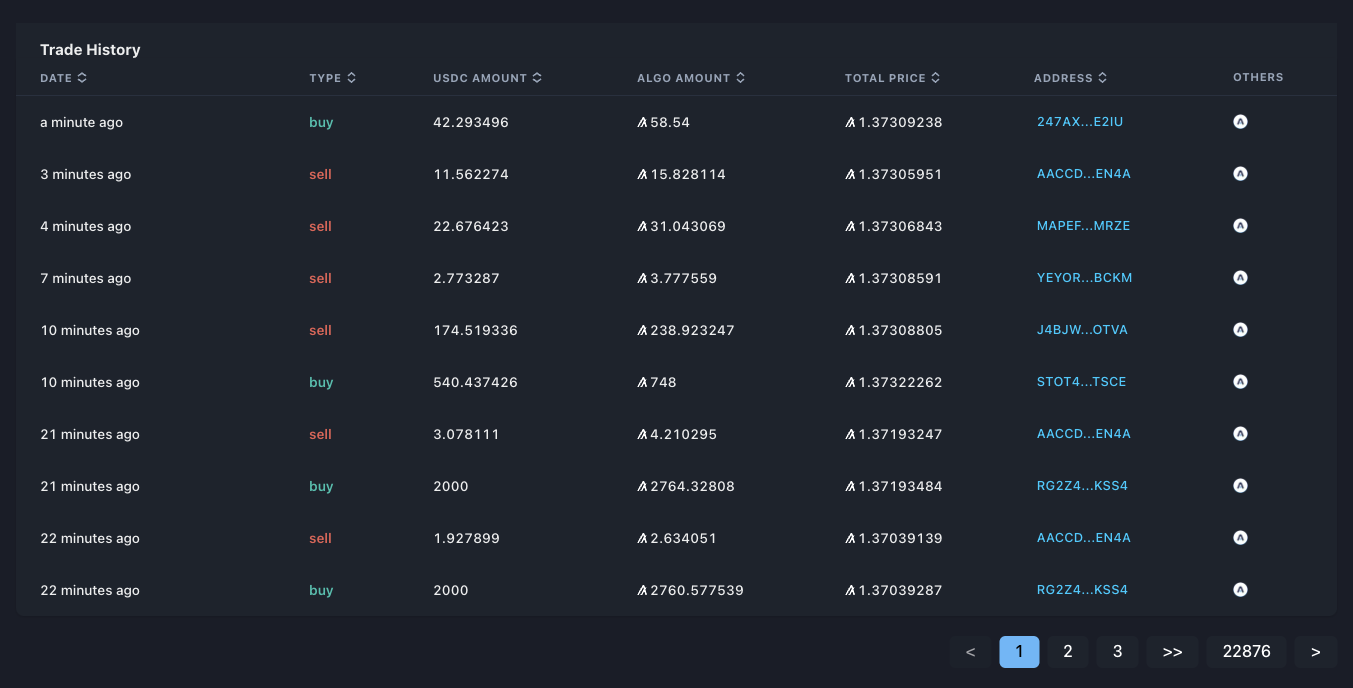 Trade History
DATE TYPE USDC AMOUNT ALGO AMOUNT TOTAL PRICE ADDRESS OTHERS
a minute ago buy 42.293496 58.54 1.37309238 247AX...E2IU
3 minutes ago sell 11.562274 15.828114 1.37305951 AACCD...EN4A
4 minutes ago sell 22.676423 31.043069 1.37306843 MAPEF...MRZE
7 minutes ago sell 2.773287 3.777559 1.37308591 YEYOR...BCKM
10 minutes ago sell 174.519336 238.923247 1.37308805 J4BJW...OTVA
10 minutes ago buy 540.437426 748 1.37322262 STOT4...TSCE
21 minutes ago sell 3.078111 4.210295 1.37193247 AACCD...EN4A
21 minutes ago buy 2000 2764.32808 1.37193484 RG2Z4...KSS4
22 minutes ago sell 1.927899 2.634051 1.37039139 AACCD...EN4A
22 minutes ago buy 2000 2760.577539 1.37039287 RG2Z4...KSS4
< 1 2 3 >> 22876 >